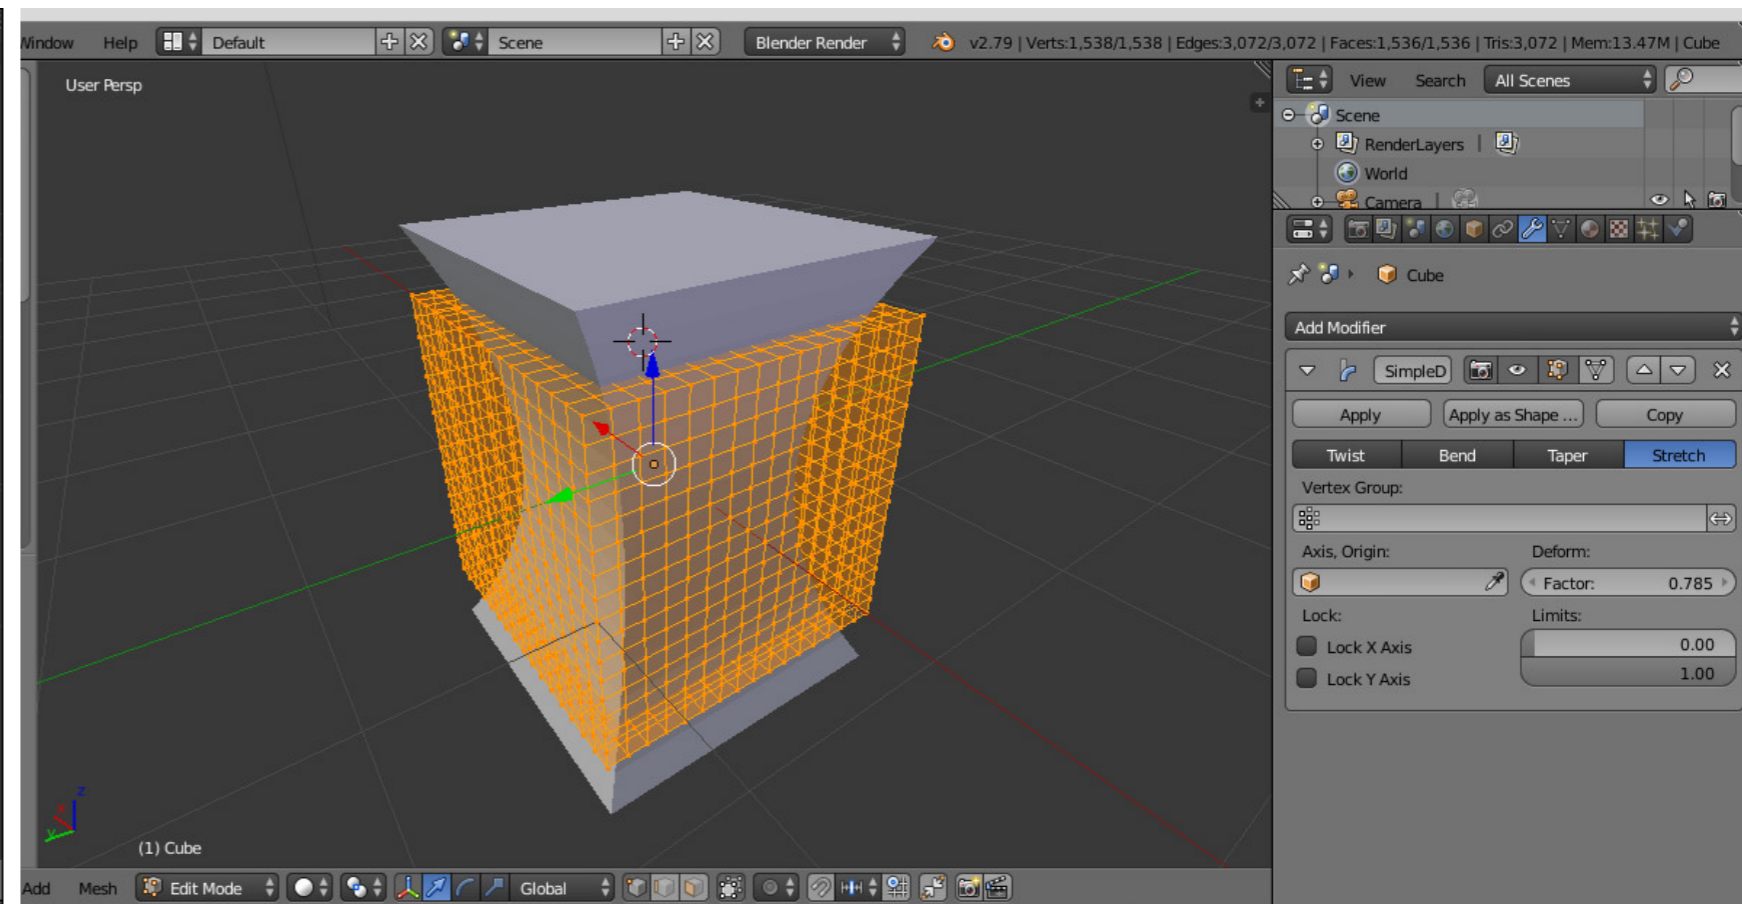 Window Help Default Scene Blender Render v2.79 | Verts:1,538/1,538 | Edges:3,072/3,072 | Faces:1,536/1,536 | Tris:3,072 | Mem:13.47M | Cube
User Persp
View Search All Scenes
Scene
RenderLayers |
World
Camera |
Cube
Add Modifier
SimpleD
Apply Apply as Shape ... Copy
Twist Bend Taper Stretch
Vertex Group:
Axis, Origin: Deform:
Factor: 0.785
Lock: Limits:
Lock X Axis 0.00
Lock Y Axis 1.00
z
x
y
(1) Cube
Add Mesh Edit Mode Global